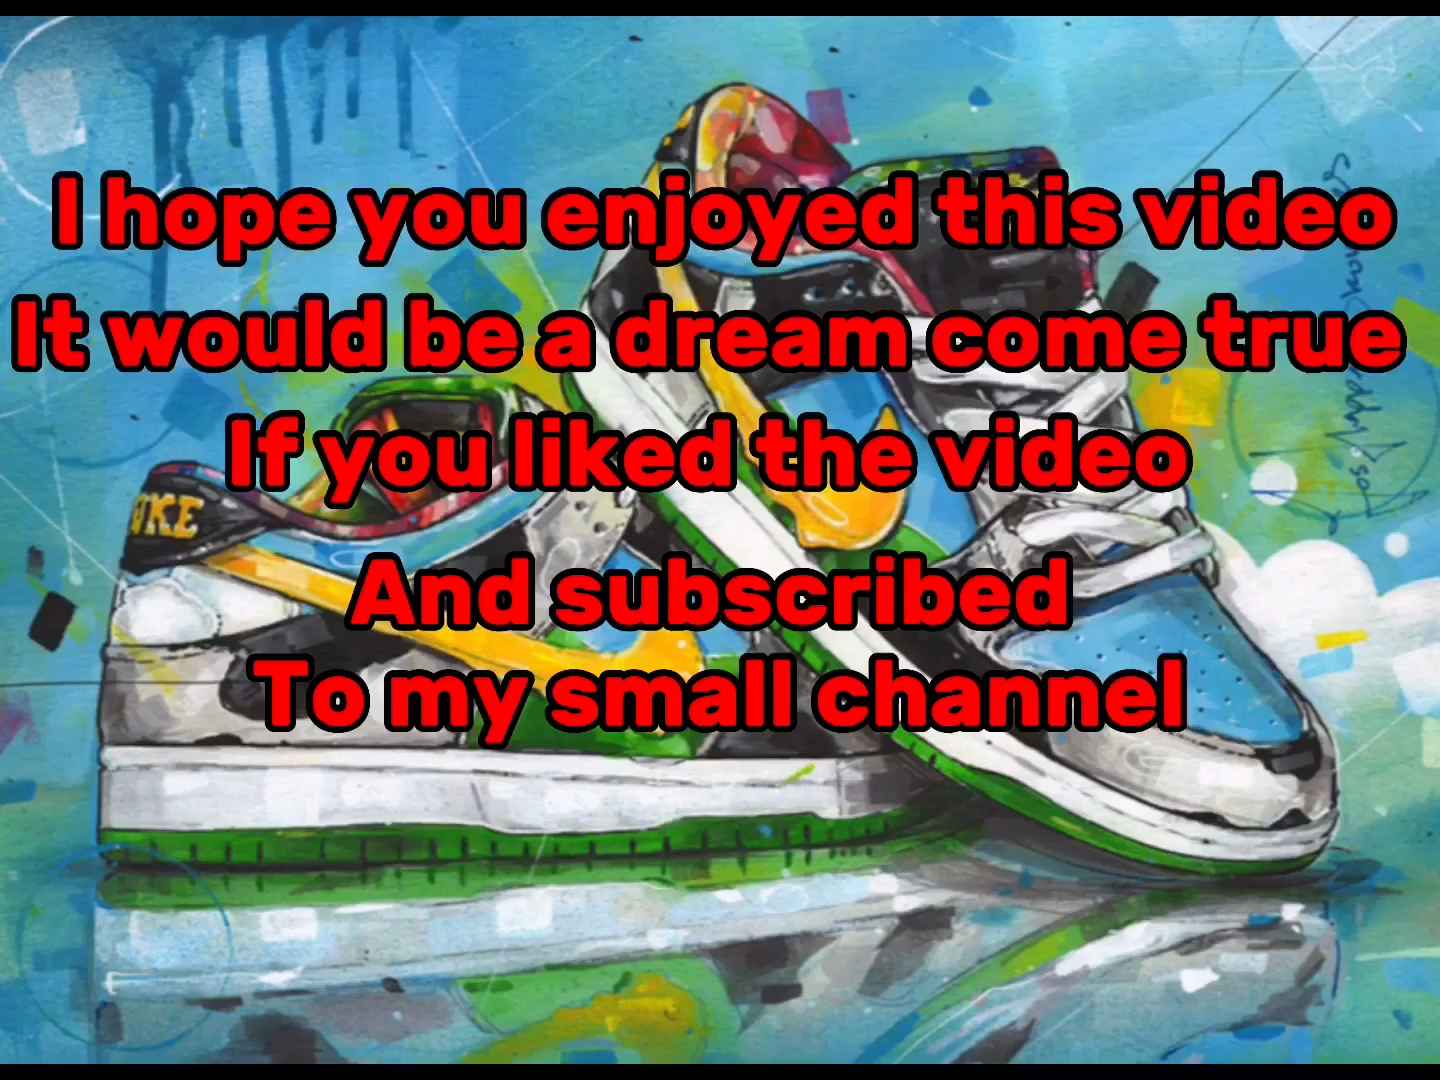 I hope you enjoyed this video
It would be a dream come true
If you liked the video
And subscribed
To my small channel